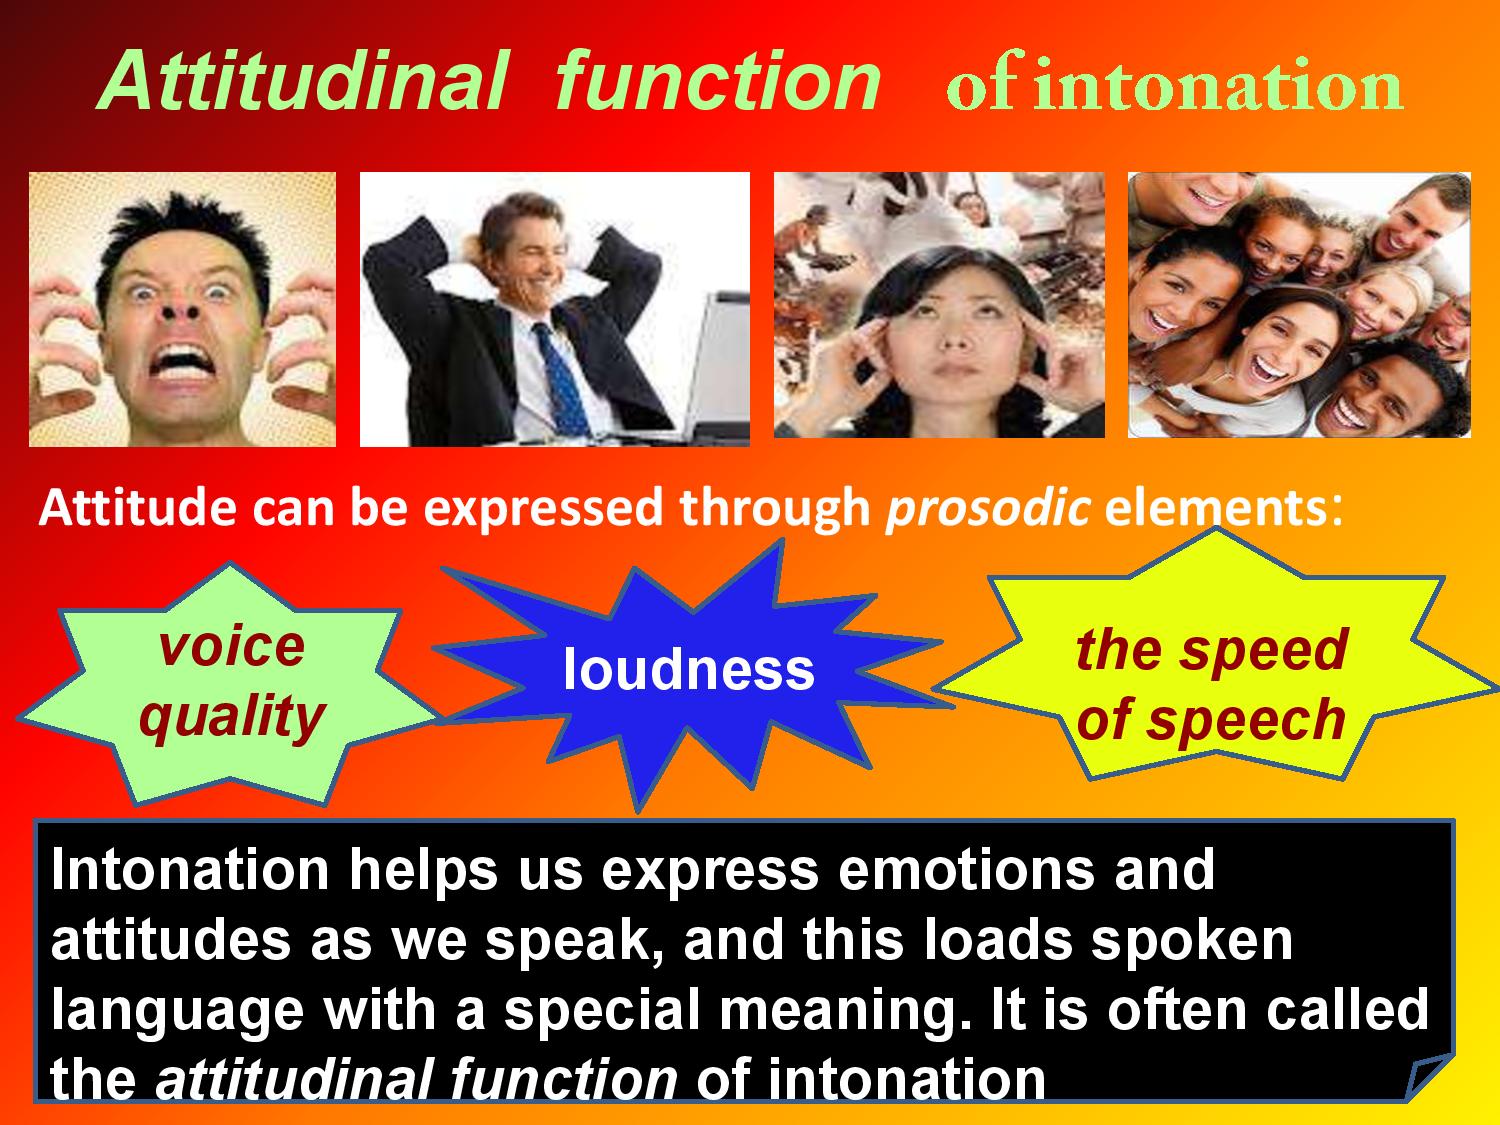 Attitudinal function of intonation
Attitude can be expressed through prosodic elements:
voice
quality
loudness
the speed
of speech
Intonation helps us express emotions and
attitudes as we speak, and this loads spoken
language with a special meaning. It is often called
the attitudinal function of intonation